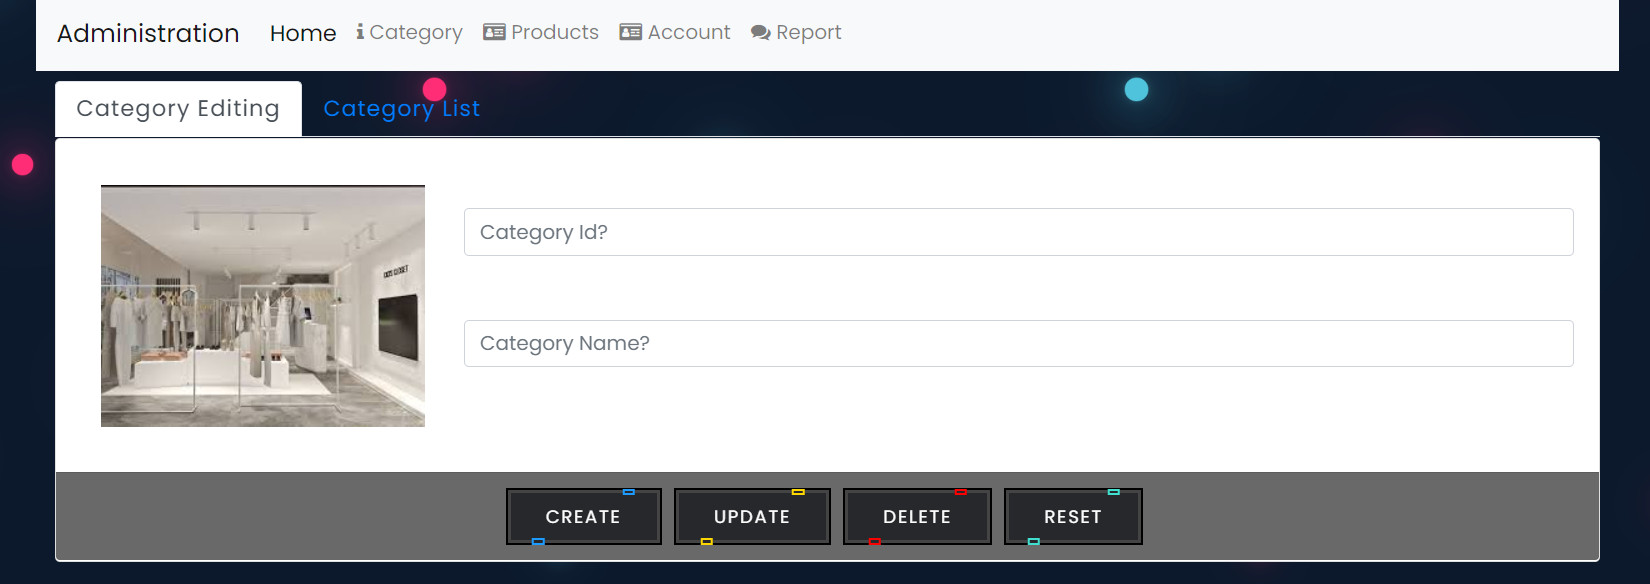 Administration Home Category Products Account Report
Category Editing Category List
Category Id?
Category Name?
CREATE UPDATE DELETE RESET